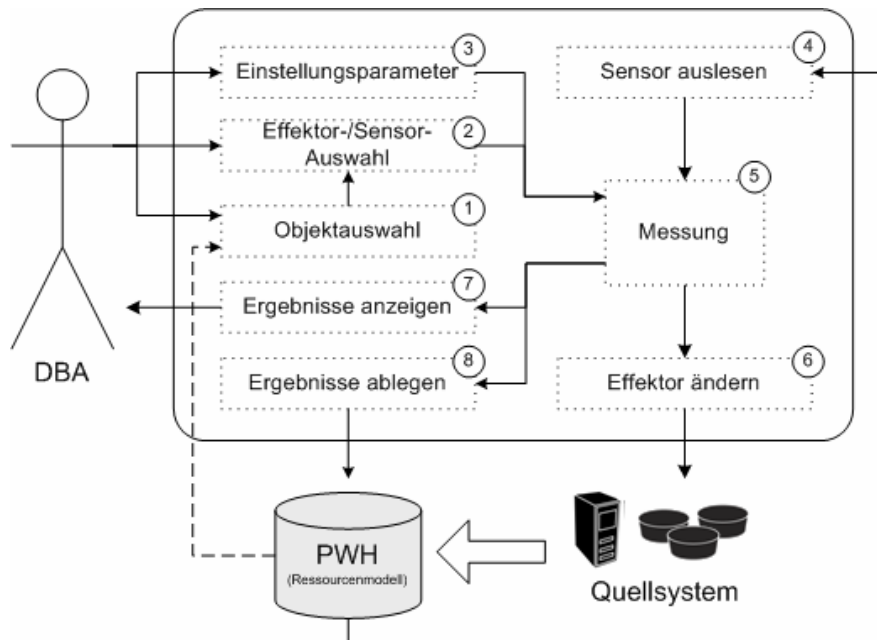 3
Einstellungsparameter
4
Sensor auslesen
2
Effektor-/Sensor-
Auswahl
1
Objektauswahl
5
Messung
7
Ergebnisse anzeigen
8
Ergebnisse ablegen
6
Effektor ändern
DBA
PWH
(Ressourcenmodell)
Quellsystem